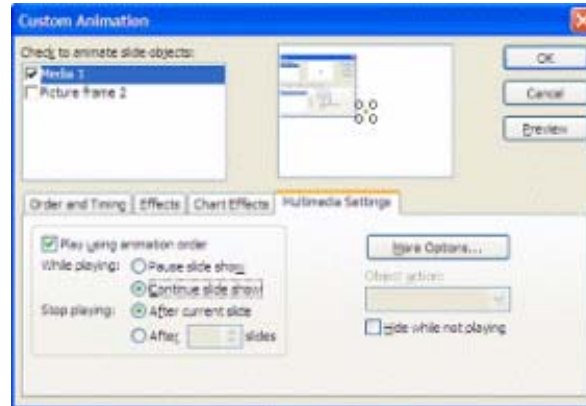 Custom Animation
Check to animate slide objects:
Media 1
Picture frame 2
OK
Cancel
Preview
Order and Timing
Effects
Chart Effects
Multimedia Settings
Play using animation order
While playing:
Pause slide show
Continue slide show
Stop playing:
After current slide
After
slides
More Options...
Object action:
Hide while not playing